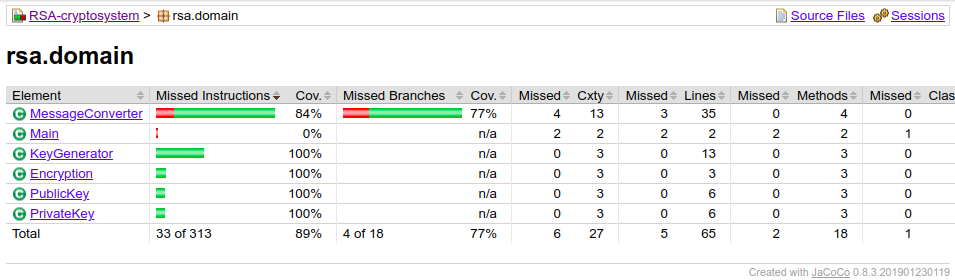 RSA-cryptosystem > rsa.domain Source Files Sessions
rsa.domain
Element Missed Instructions Cov. Missed Branches Cov. Missed Cxty Missed Lines Missed Methods Missed Clas
C MessageConverter 84% 77% 4 13 3 35 0 4 0
C Main 0% n/a 2 2 2 2 2 2 1
C KeyGenerator 100% n/a 0 3 0 13 0 3 0
C Encryption 100% n/a 0 3 0 3 0 3 0
C PublicKey 100% n/a 0 3 0 6 0 3 0
C PrivateKey 100% n/a 0 3 0 6 0 3 0
Total 33 of 313 89% 4 of 18 77% 6 27 5 65 2 18 1
Created with JaCoCo 0.8.3.201901230119